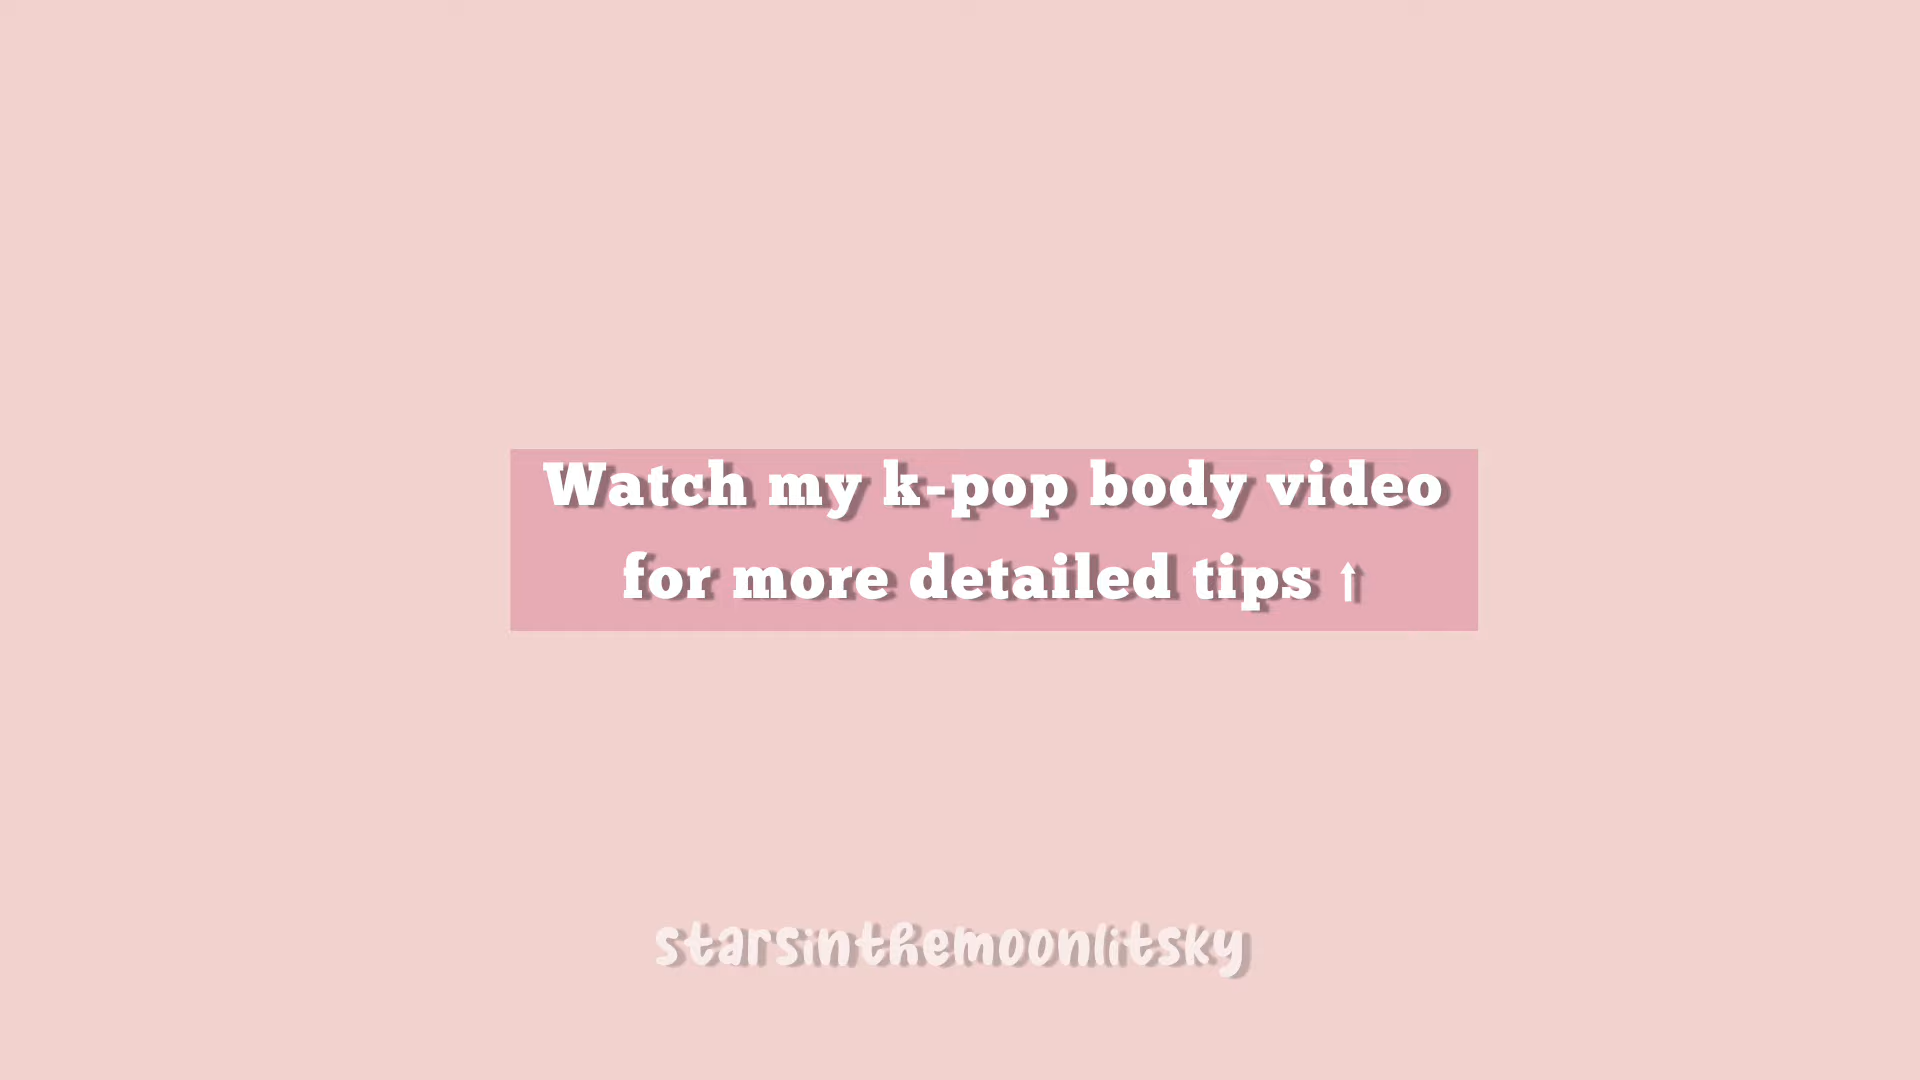 Watch my k-pop body video
for more detailed tips ↑
starsinthemoonlitsky